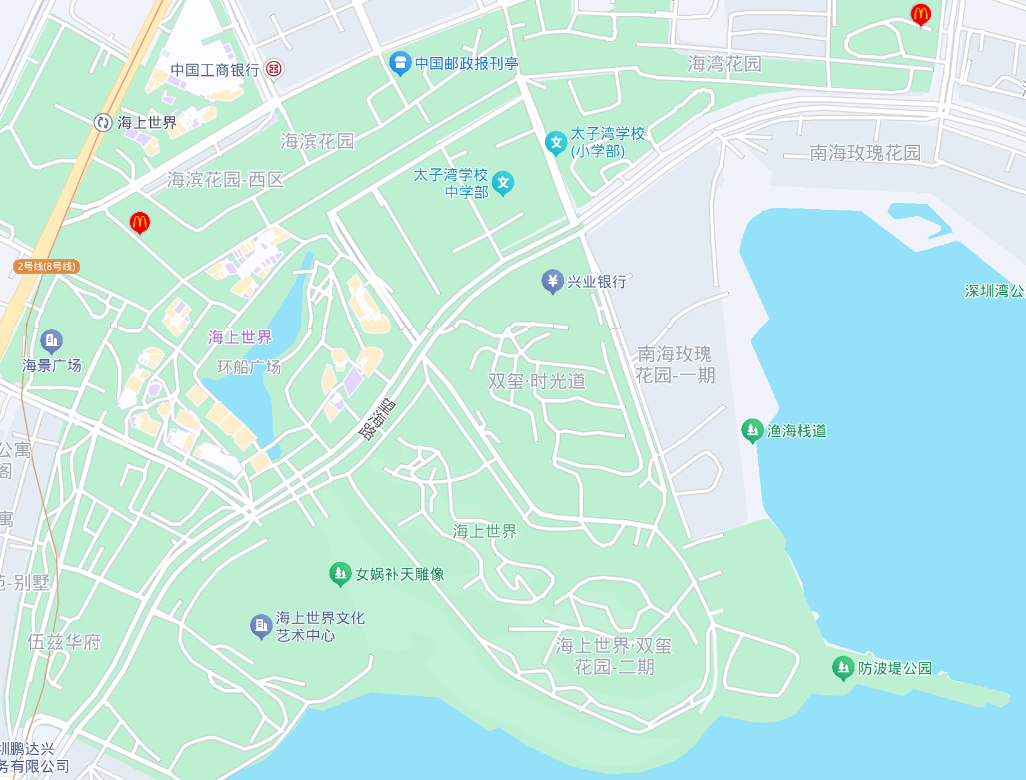 中国邮政报刊亭
海湾花园
中国工商银行
海上世界
海滨花园
太子湾学校
(小学部)
南海玫瑰花园
海滨花园-西区
太子湾学校
中学部
2号线(8号线)
兴业银行
深圳湾公
海上世界
环船广场
海景广场
南海玫瑰
花园-一期
双玺·时光道
望海路
渔海栈道
公寓
阁
寓
海上世界
女娲补天雕像
苑-别墅
海上世界文化
艺术中心
伍兹华府
海上世界·双玺
花园-二期
防波堤公园
圳鹏达兴
务有限公司